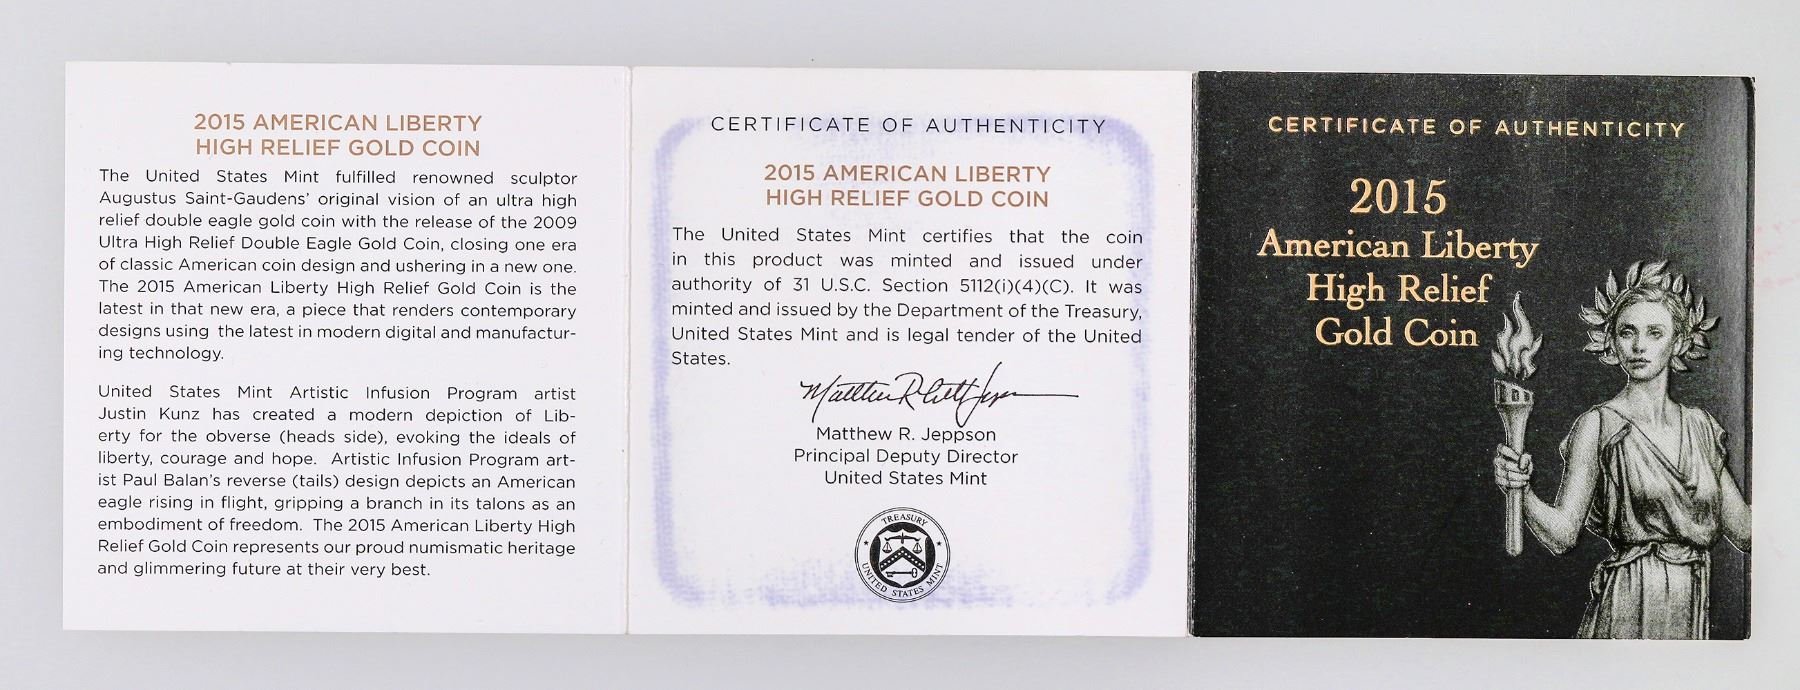 2015 AMERICAN LIBERTY
HIGH RELIEF GOLD COIN
The United States Mint fulfilled renowned sculptor
Augustus Saint-Gaudens' original vision of an ultra high
relief double eagle gold coin with the release of the 2009
Ultra High Relief Double Eagle Gold Coin, closing one era
of classic American coin design and ushering in a new one.
The 2015 American Liberty High Relief Gold Coin is the
latest in that new era, a piece that renders contemporary
designs using the latest in modern digital and manufactur-
ing technology.
United States Mint Artistic Infusion Program artist
Justin Kunz has created a modern depiction of Lib-
erty for the obverse (heads side), evoking the ideals of
liberty, courage and hope. Artistic Infusion Program art-
ist Paul Balan's reverse (tails) design depicts an American
eagle rising in flight, gripping a branch in its talons as an
embodiment of freedom. The 2015 American Liberty High
Relief Gold Coin represents our proud numismatic heritage
and glimmering future at their very best.
CERTIFICATE OF AUTHENTICITY
2015 AMERICAN LIBERTY
HIGH RELIEF GOLD COIN
The United States Mint certifies that the coin
in this product was minted and issued under
authority of 31 U.S.C. Section 5112(i)(4)(C). It was
minted and issued by the Department of the Treasury,
United States Mint and is legal tender of the United
States.
Matthew R. Jeppson
Matthew R. Jeppson
Principal Deputy Director
United States Mint
TREASURY
UNITED STATES MINT
CERTIFICATE OF AUTHENTICITY
2015
American Liberty
High Relief
Gold Coin